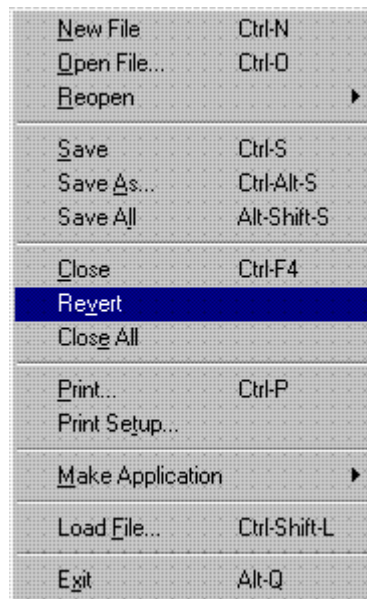 New File Ctrl-N
Open File... Ctrl-O
Reopen
Save Ctrl-S
Save As... Ctrl-Alt-S
Save All Alt-Shift-S
Close Ctrl-F4
Revert
Close All
Print... Ctrl-P
Print Setup...
Make Application
Load File... Ctrl-Shift-L
Exit Alt-Q